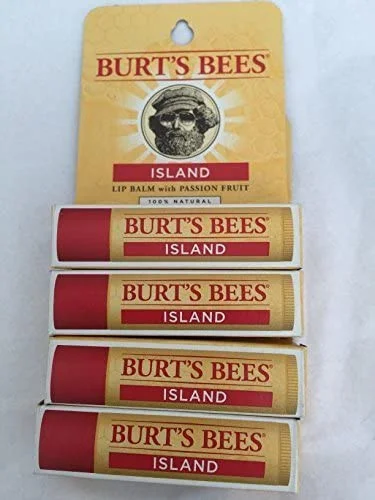 BURT'S BEES
ISLAND
LIP BALM with PASSION FRUIT
100% NATURAL
BURT'S BEES®
ISLAND
BURT'S BEES®
ISLAND
BURT'S BEES®
ISLAND
BURT'S BEES®
ISLAND